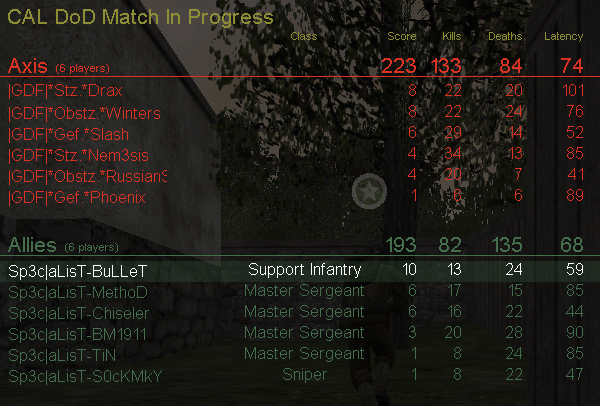 CAL DoD Match In Progress
Class Score Kills Deaths Latency
Axis (6 players) 223 133 84 74
|GDF|*Stz.*Drax 8 22 20 101
|GDF|*Obstz.*Winters 8 22 24 76
|GDF|*Gef.*Slash 6 29 14 52
|GDF|*Stz.*Nem3sis 4 34 13 85
|GDF|*Obstz.*RussianS 4 20 7 41
|GDF|*Gef.*Phoenix 1 6 6 89
Allies (6 players) 193 82 135 68
Sp3c|aLisT-BuLLeT Support Infantry 10 13 24 59
Sp3c|aLisT-MethoD Master Sergeant 6 17 15 85
Sp3c|aLisT-Chiseler Master Sergeant 6 16 22 44
Sp3c|aLisT-BM1911 Master Sergeant 3 20 28 90
Sp3c|aLisT-TiN Master Sergeant 1 8 24 85
Sp3c|aLisT-S0cKMkY Sniper 1 8 22 47